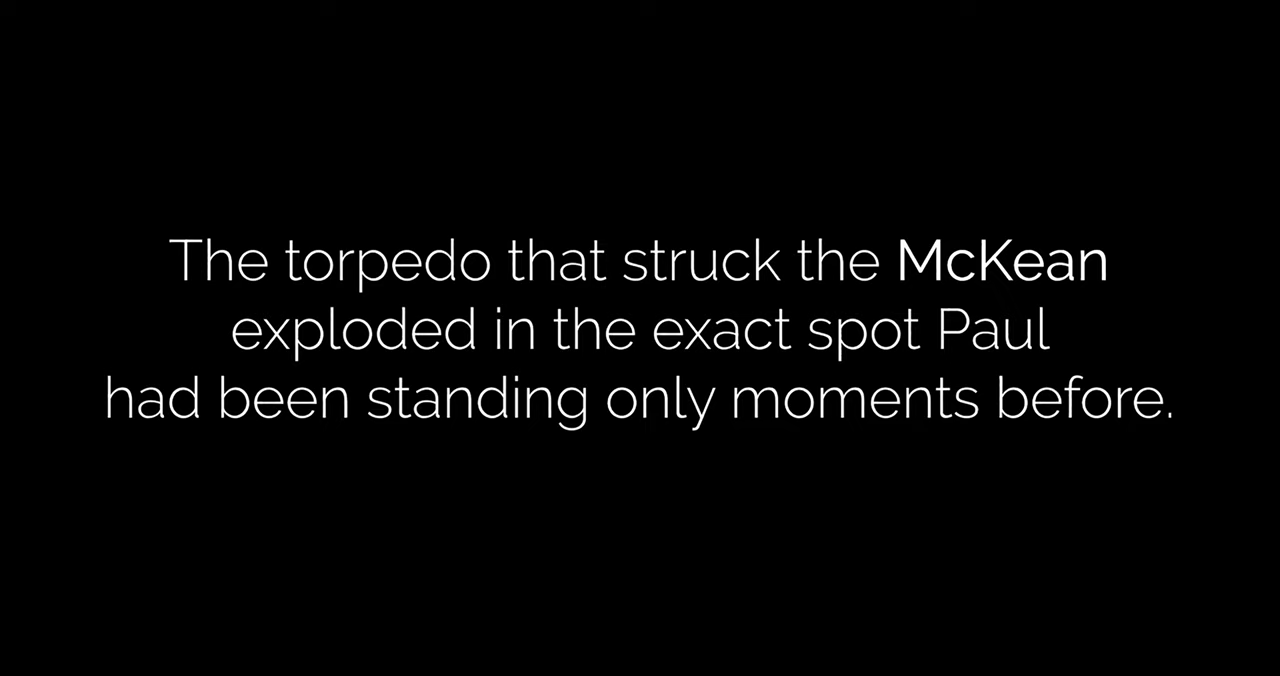 The torpedo that struck the McKean
exploded in the exact spot Paul
had been standing only moments before.